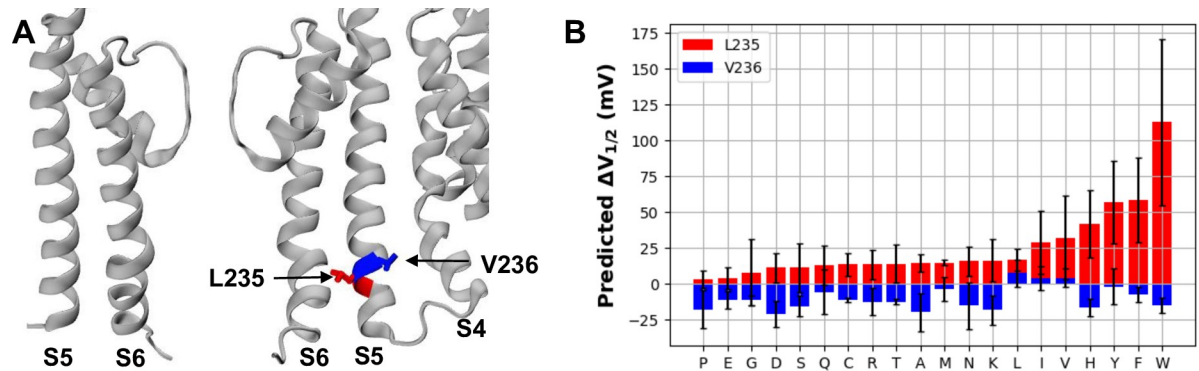 A
L235
V236
S4
S5
S6
S6
S5
B
L235
V236
Predicted ΔV1/2 (mV)
175
150
125
100
75
50
25
0
−25
P E G D S Q C R T A M N K L I V H Y F W